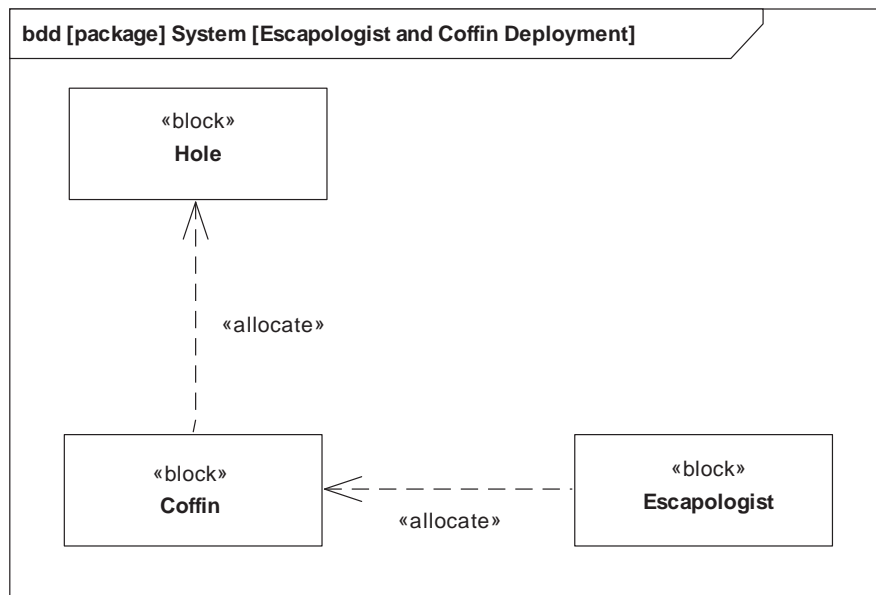 bdd [package] System [Escapologist and Coffin Deployment]
«block»
Hole
«allocate»
«block»
Coffin
«allocate»
«block»
Escapologist